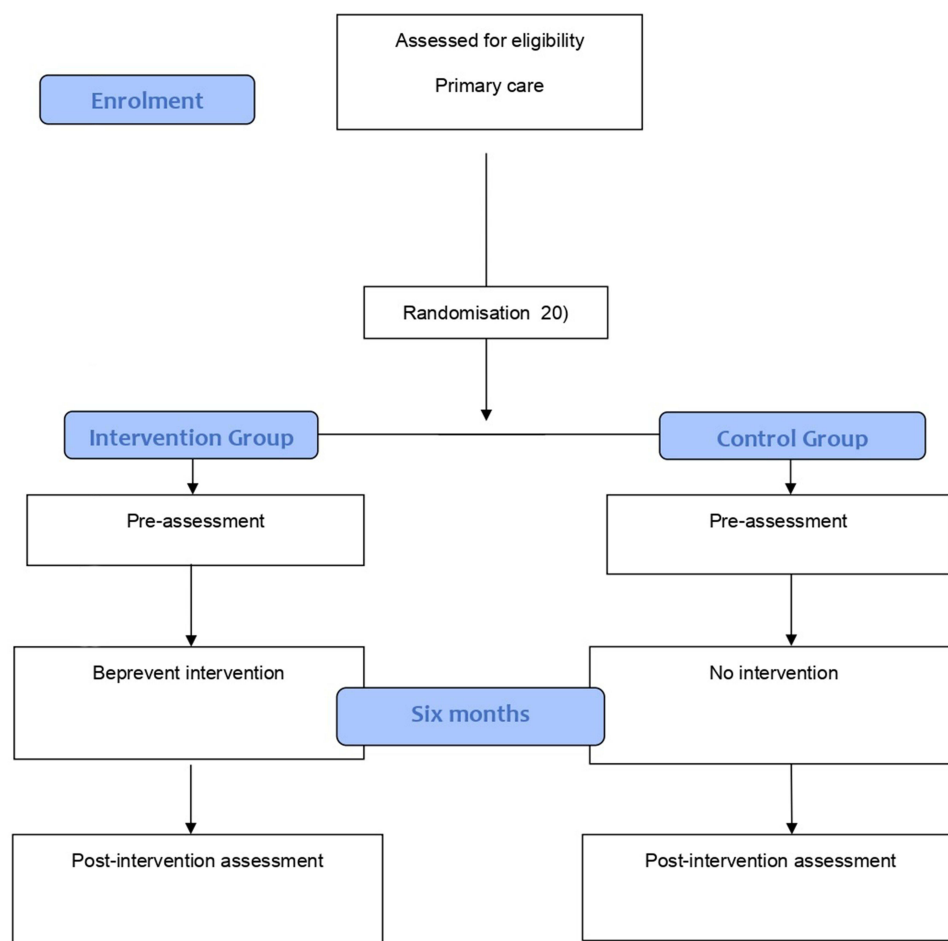 Assessed for eligibility
Primary care
Enrolment
Randomisation 20)
Intervention Group
Control Group
Pre-assessment
Pre-assessment
Beprevent intervention
No intervention
Six months
Post-intervention assessment
Post-intervention assessment